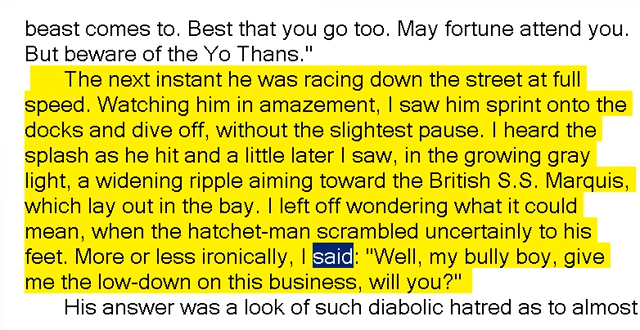 beast comes to. Best that you go too. May fortune attend you.
But beware of the Yo Thans."
The next instant he was racing down the street at full
speed. Watching him in amazement, I saw him sprint onto the
docks and dive off, without the slightest pause. I heard the
splash as he hit and a little later I saw, in the growing gray
light, a widening ripple aiming toward the British S.S. Marquis,
which lay out in the bay. I left off wondering what it could
mean, when the hatchet-man scrambled uncertainly to his
feet. More or less ironically, I said: "Well, my bully boy, give
me the low-down on this business, will you?"
His answer was a look of such diabolic hatred as to almost